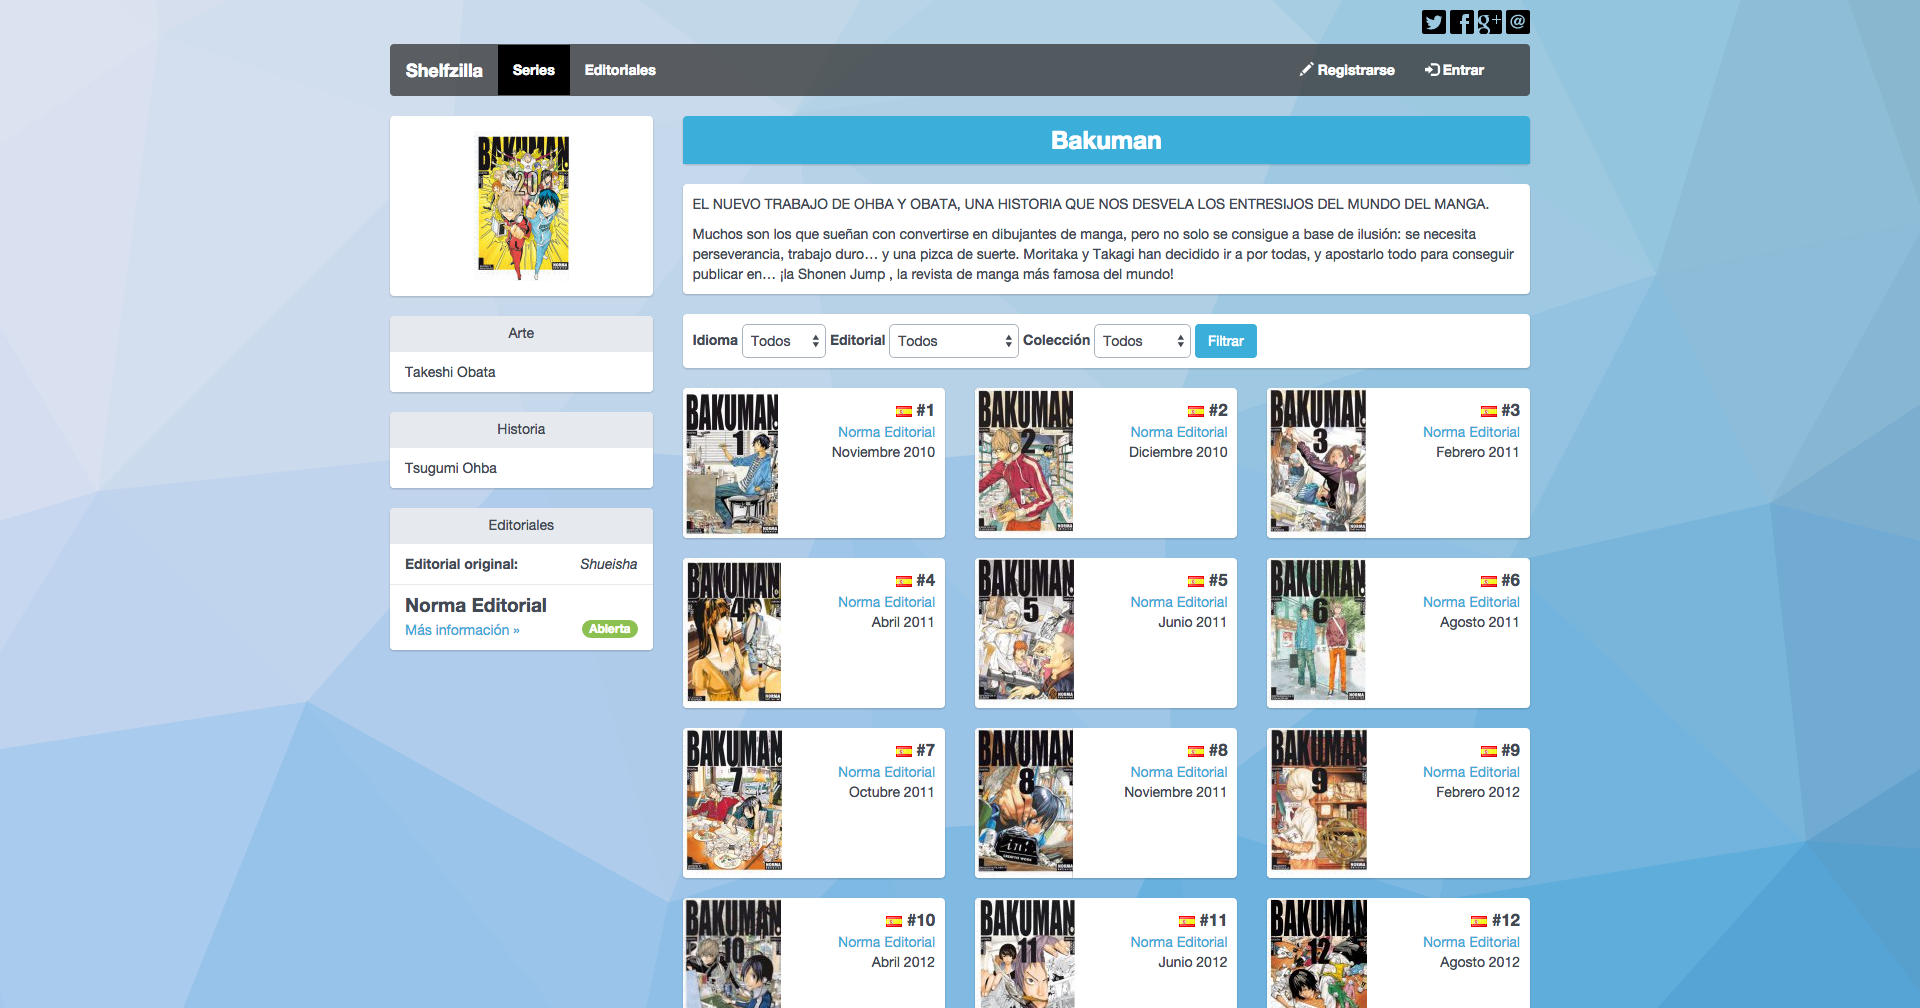 Shelfzilla Series Editoriales Registrarse Entrar
BAKUMAN
20
NORMA
Arte
Takeshi Obata
Historia
Tsugumi Ohba
Editoriales
Editorial original: Shueisha
Norma Editorial
Más información » Abierta
Bakuman
EL NUEVO TRABAJO DE OHBA Y OBATA, UNA HISTORIA QUE NOS DESVELA LOS ENTRESIJOS DEL MUNDO DEL MANGA.
Muchos son los que sueñan con convertirse en dibujantes de manga, pero no solo se consigue a base de ilusión: se necesita
perseverancia, trabajo duro… y una pizca de suerte. Moritaka y Takagi han decidido ir a por todas, y apostarlo todo para conseguir
publicar en… ¡la Shonen Jump , la revista de manga más famosa del mundo!
Idioma Todos Editorial Todos Colección Todos Filtrar
BAKUMAN
1
NORMA
#1
Norma Editorial
Noviembre 2010
BAKUMAN
2
NORMA
#2
Norma Editorial
Diciembre 2010
BAKUMAN
3
NORMA
#3
Norma Editorial
Febrero 2011
BAKUMAN
4
NORMA
#4
Norma Editorial
Abril 2011
BAKUMAN
5
NORMA
#5
Norma Editorial
Junio 2011
BAKUMAN
6
NORMA
#6
Norma Editorial
Agosto 2011
BAKUMAN
7
NORMA
#7
Norma Editorial
Octubre 2011
BAKUMAN
8
#8
Norma Editorial
Noviembre 2011
BAKUMAN
9
NORMA
#9
Norma Editorial
Febrero 2012
BAKUMAN
10
#10
Norma Editorial
Abril 2012
BAKUMAN
11
#11
Norma Editorial
Junio 2012
BAKUMAN
12
#12
Norma Editorial
Agosto 2012